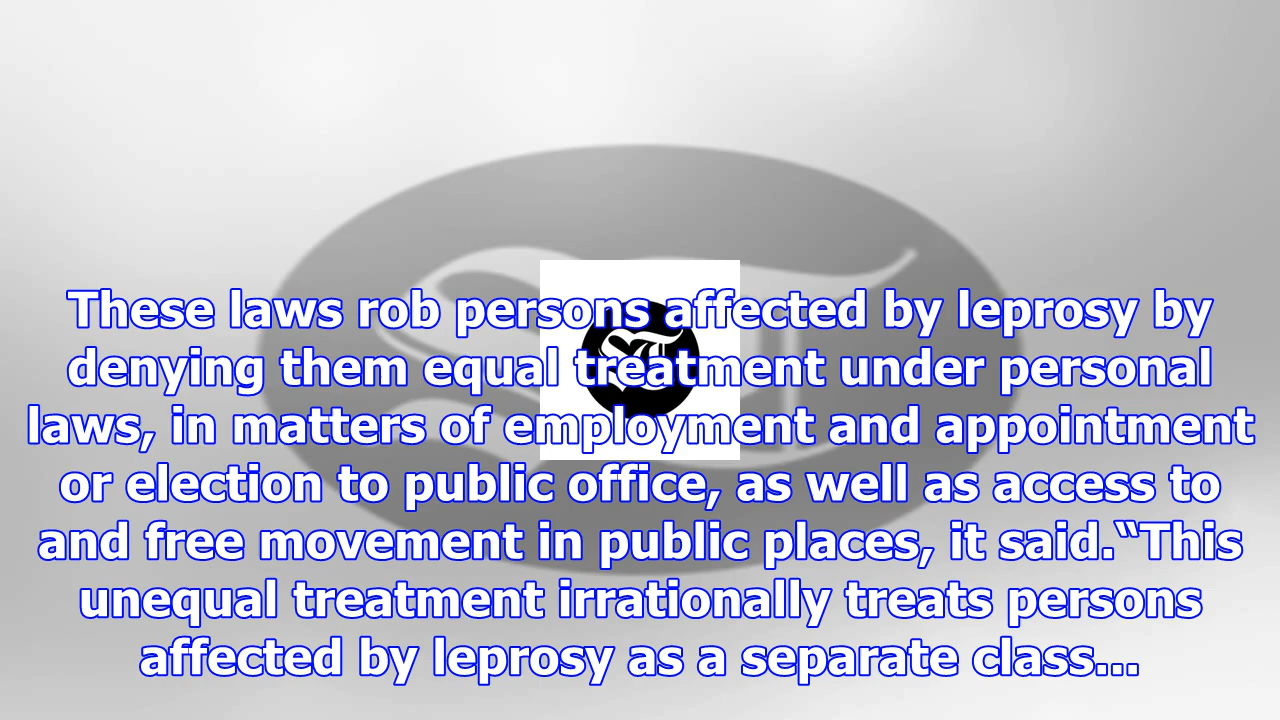 These laws rob persons affected by leprosy by
denying them equal treatment under personal
laws, in matters of employment and appointment
or election to public office, as well as access to
and free movement in public places, it said.“This
unequal treatment irrationally treats persons
affected by leprosy as a separate class...
ST